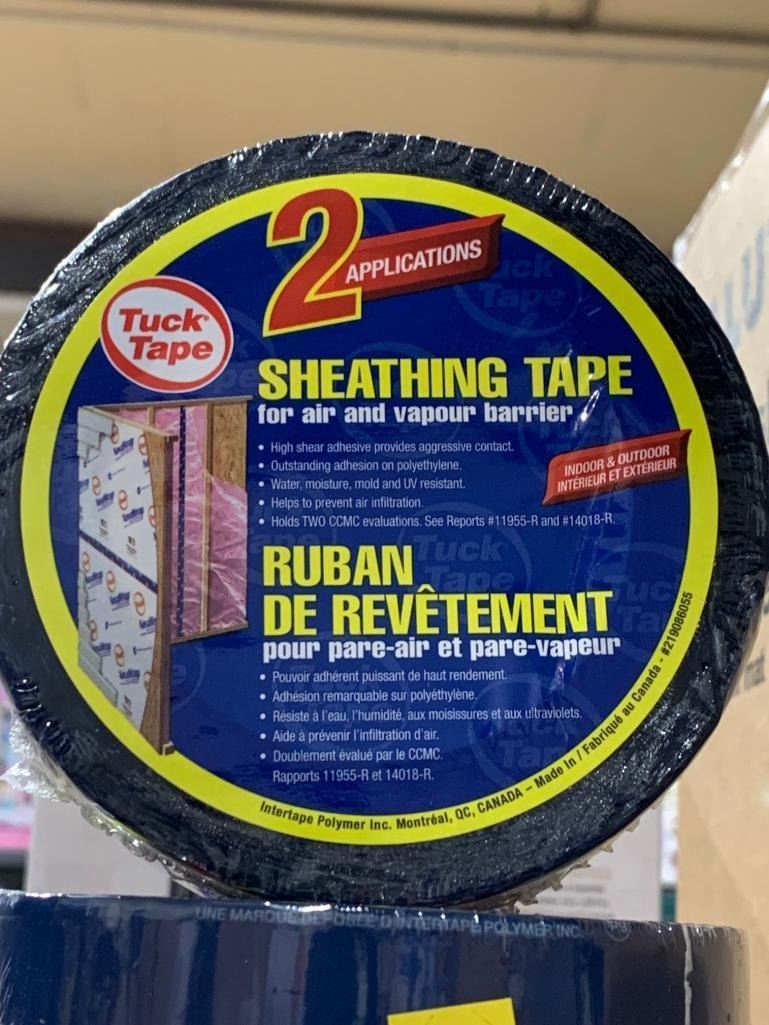 2
APPLICATIONS
Tuck®
Tape
SHEATHING TAPE
for air and vapour barrier
• High shear adhesive provides aggressive contact.
• Outstanding adhesion on polyethylene.
• Water, moisture, mold and UV resistant.
• Helps to prevent air infiltration.
• Holds TWO CCMC evaluations. See Reports #11955-R and #14018-R.
INDOOR & OUTDOOR
INTÉRIEUR ET EXTÉRIEUR
RUBAN
DE REVÊTEMENT
pour pare-air et pare-vapeur
• Pouvoir adhérent puissant de haut rendement.
• Adhésion remarquable sur polyéthylène.
• Résiste à l'eau, l'humidité, aux moisissures et aux ultraviolets.
• Aide à prévenir l'infiltration d'air.
• Doublement évalué par le CCMC.
Rapports 11955-R et 14018-R.
Intertape Polymer Inc. Montréal, QC, CANADA – Made In / Fabriqué au Canada - #219086055
UNE MARQUE DÉPOSÉE D'INTERTAPE POLYMER INC.